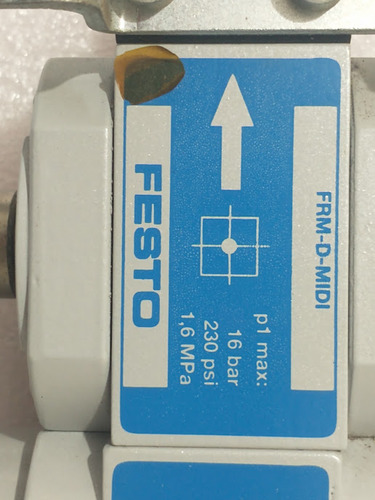 FRM-D-MIDI
FESTO
p1 max:
16 bar
230 psi
1,6 MPa